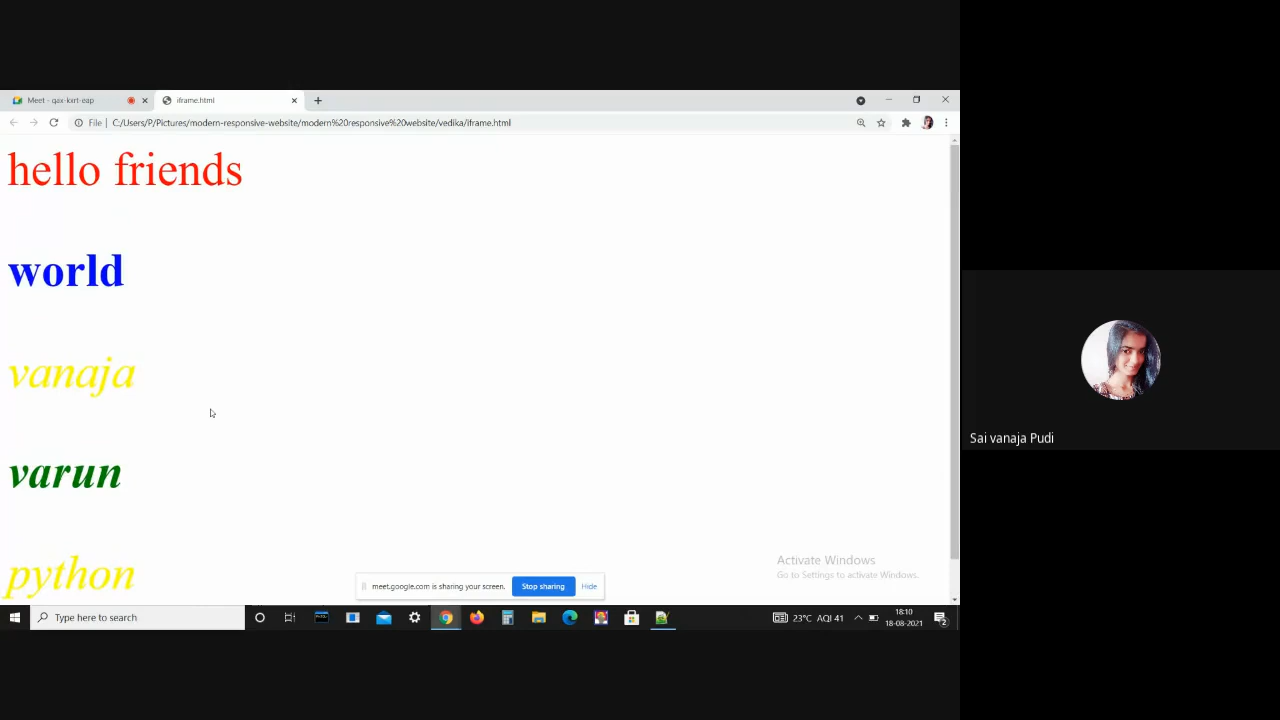 Meet - qax-kxrt-eap
iframe.html
File | C:/Users/P/Pictures/modern-responsive-website/modern%20responsive%20website/vedika/iframe.html
hello friends
world
vanaja
varun
python
Sai vanaja Pudi
Activate Windows
Go to Settings to activate Windows.
meet.google.com is sharing your screen.
Stop sharing
Hide
Type here to search
23°C AQI 41
18:10
18-08-2021
2